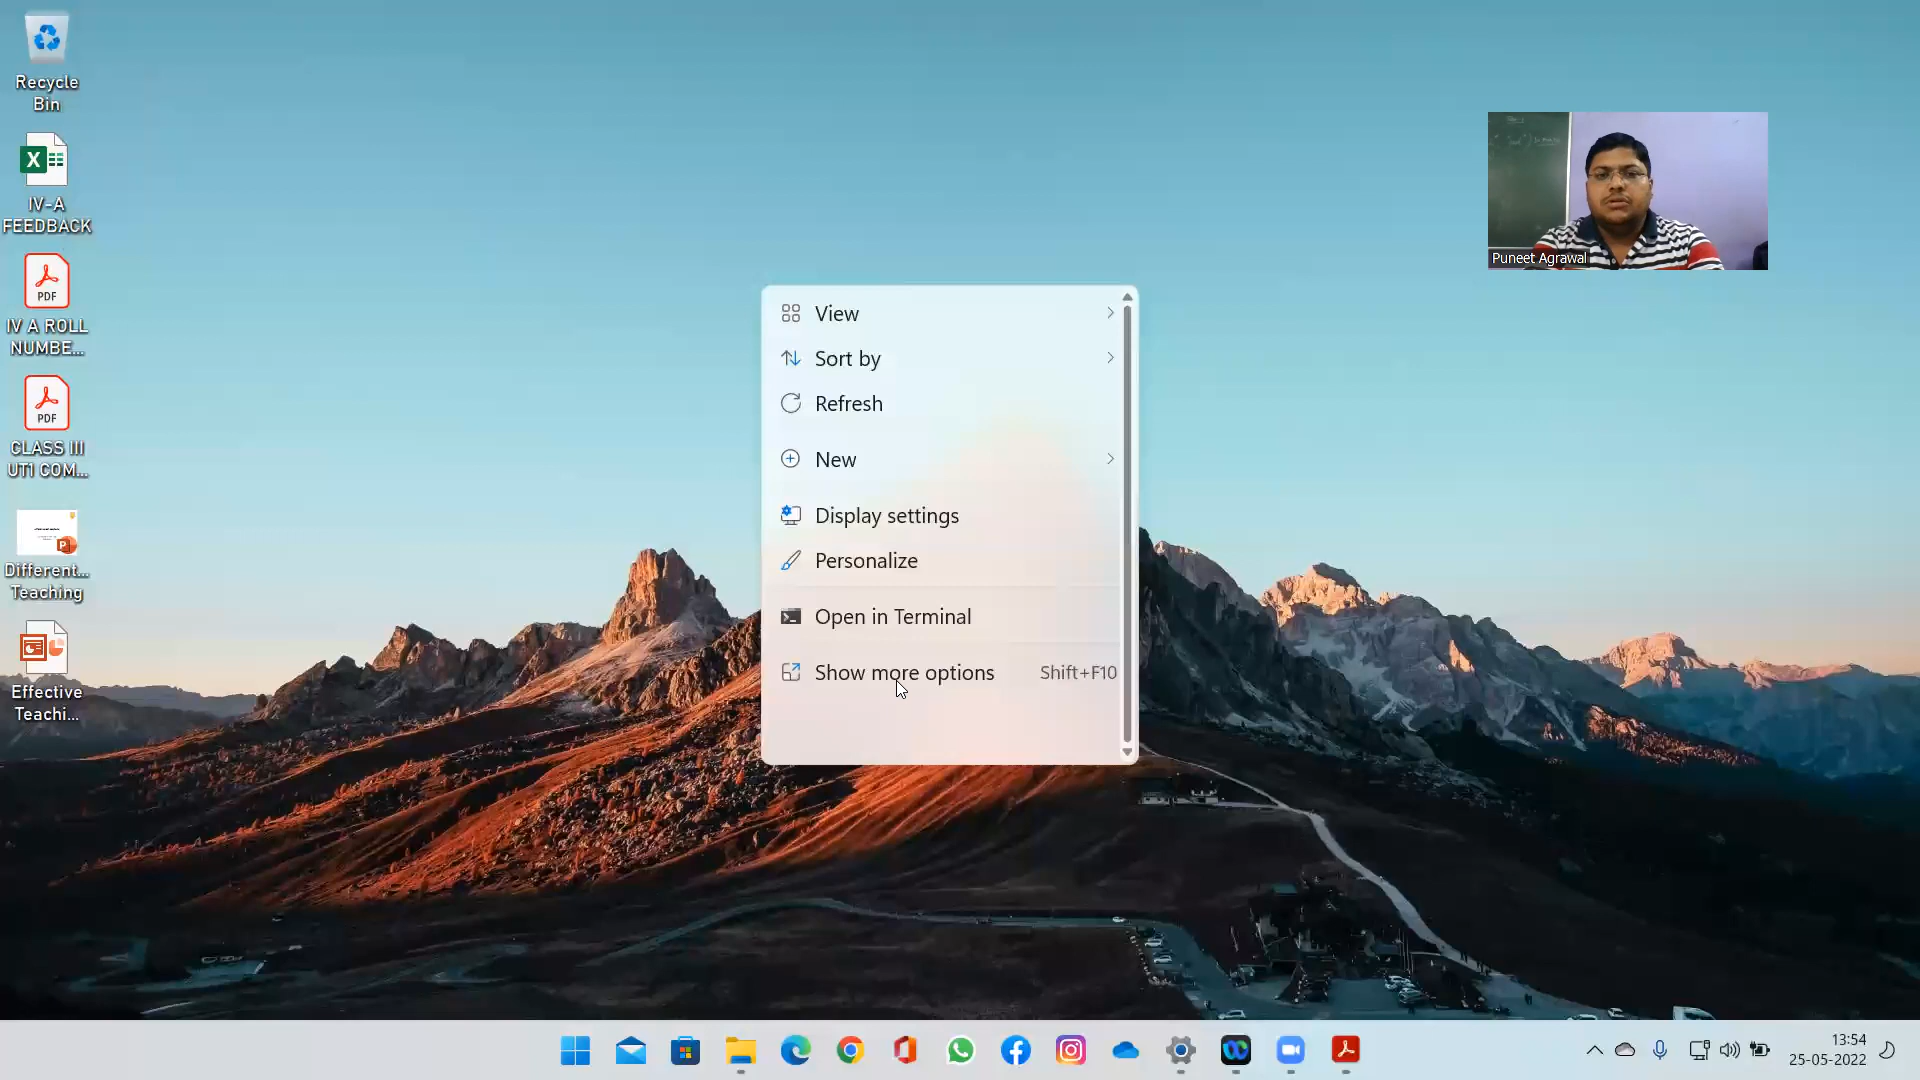 Recycle
Bin
IV-A
FEEDBACK
PDF
IV A ROLL
NUMBE...
PDF
CLASS III
UT1 COM...
Different...
Teaching
Effective
Teachi...
Puneet Agrawal
View
Sort by
Refresh
New
Display settings
Personalize
Open in Terminal
Show more options Shift+F10
13:54
25-05-2022